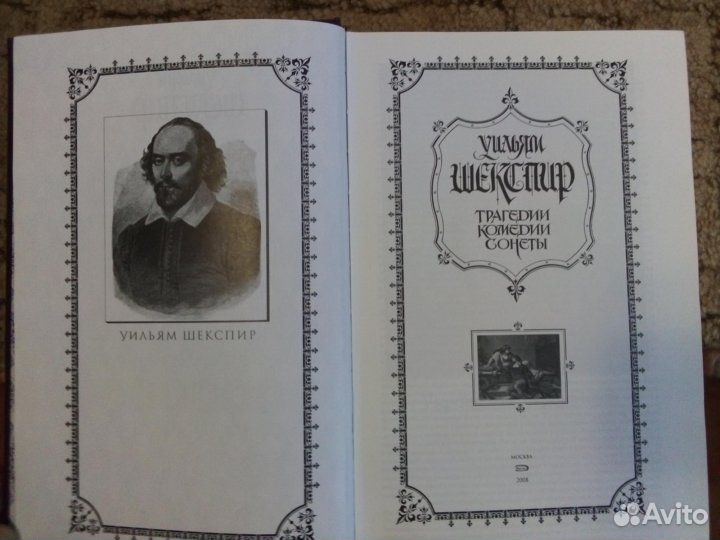 УИЛЬЯМ ШЕКСПИР
УИЛЬЯМ
ШЕКСПИР
ТРАГЕДИИ
КОМЕДИИ
СОНЕТЫ
МОСКВА
2008
Avito